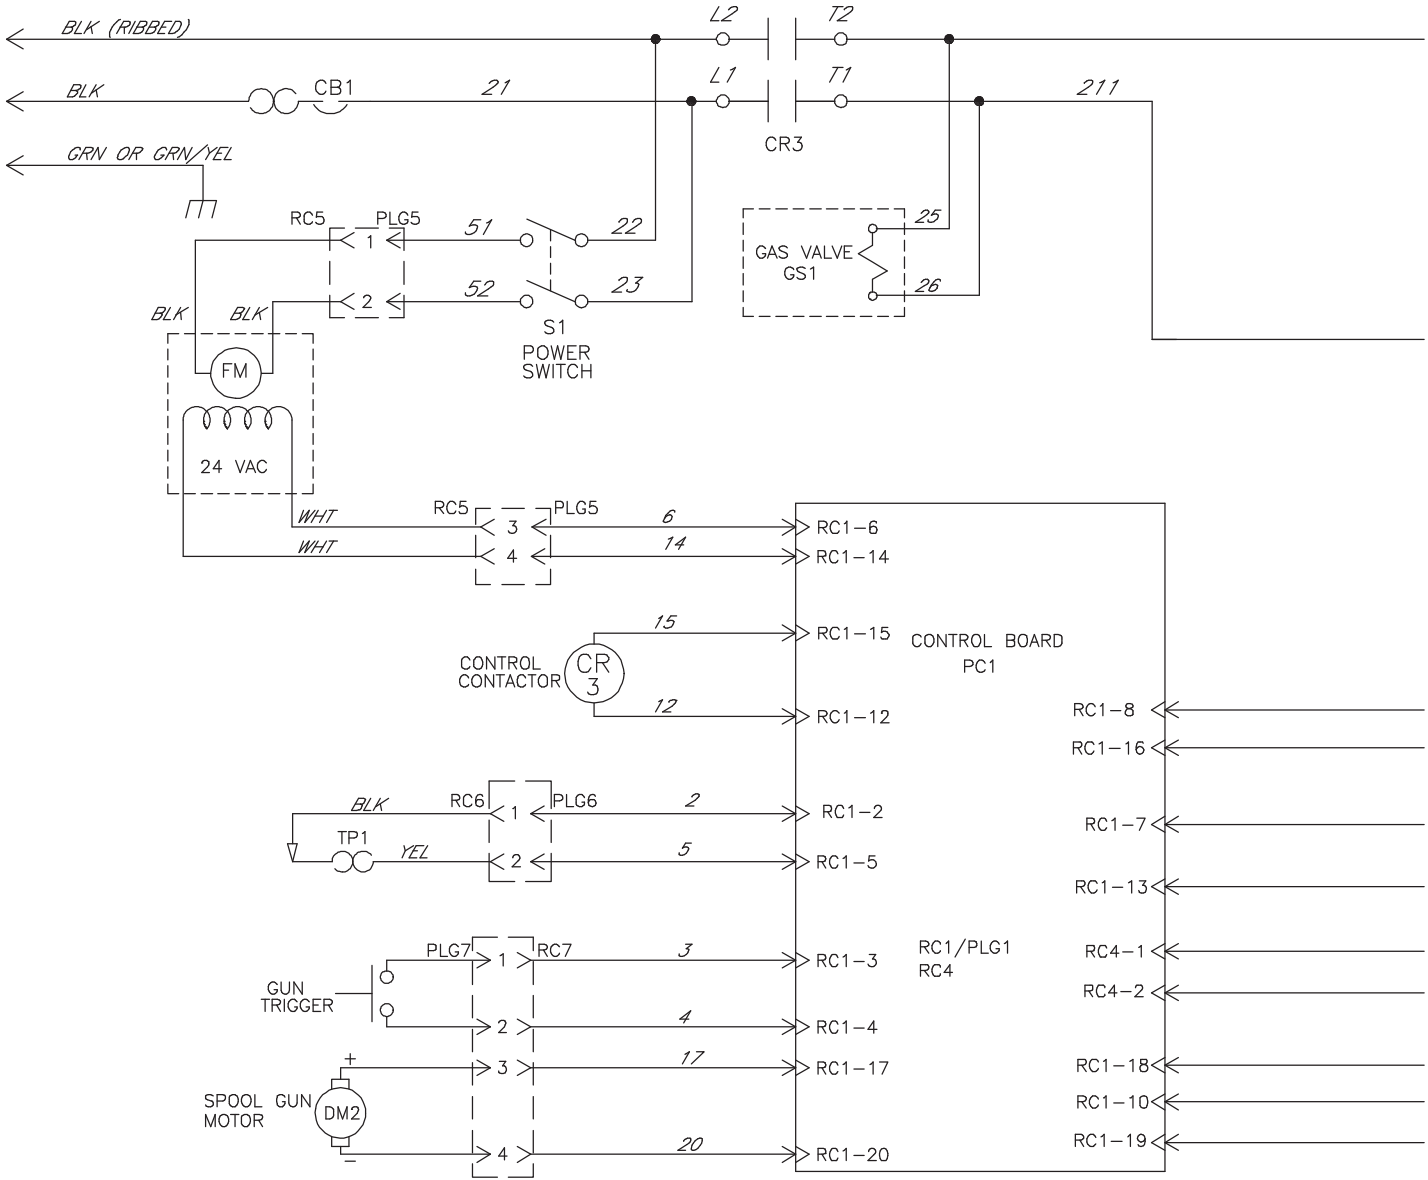 BLK (RIBBED)
L2
T2
BLK
CB1
21
L1
T1
211
CR3
GRN OR GRN/YEL
RC5
PLG5
1
51
22
2
52
23
S1
POWER
SWITCH
25
GAS VALVE
GS1
26
BLK
BLK
FM
24 VAC
WHT
WHT
RC5
PLG5
3
4
6
14
RC1-6
RC1-14
15
RC1-15
CONTROL
CONTACTOR
CR
3
12
RC1-12
CONTROL BOARD
PC1
RC1-8
RC1-16
BLK
RC6
PLG6
1
2
RC1-2
TP1
YEL
2
5
RC1-5
RC1-7
RC1-13
PLG7
RC7
1
3
RC1-3
RC1/PLG1
RC4
RC4-1
RC4-2
GUN
TRIGGER
2
4
RC1-4
+
3
17
RC1-17
SPOOL GUN
MOTOR
DM2
–
4
20
RC1-20
RC1-18
RC1-10
RC1-19